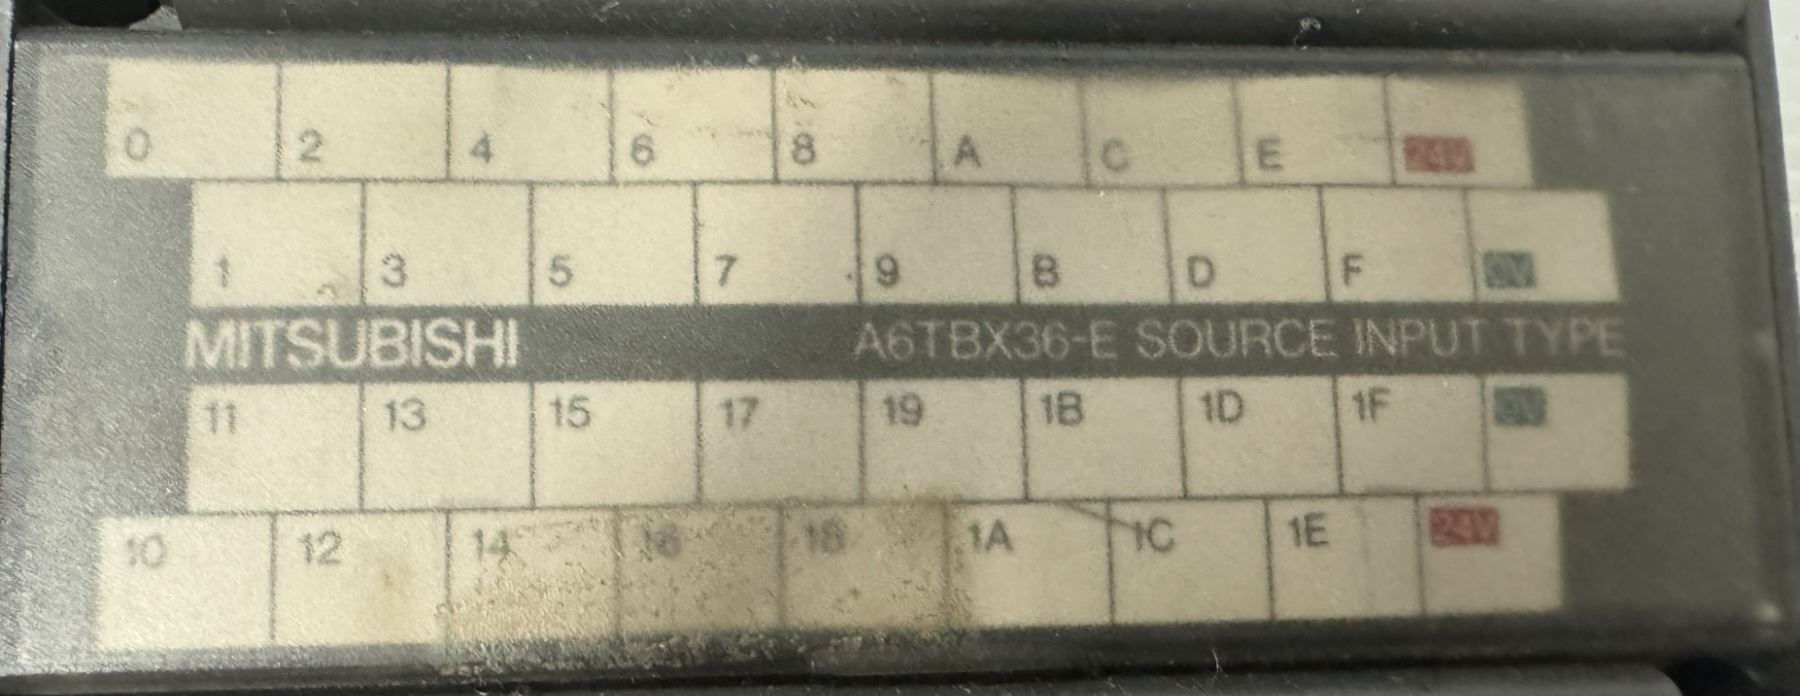 0 2 4 6 8 A C E 24V
1 3 5 7 9 B D F 0V
MITSUBISHI A6TBX36-E SOURCE INPUT TYPE
11 13 15 17 19 1B 1D 1F 0V
10 12 14 16 18 1A 1C 1E 24V